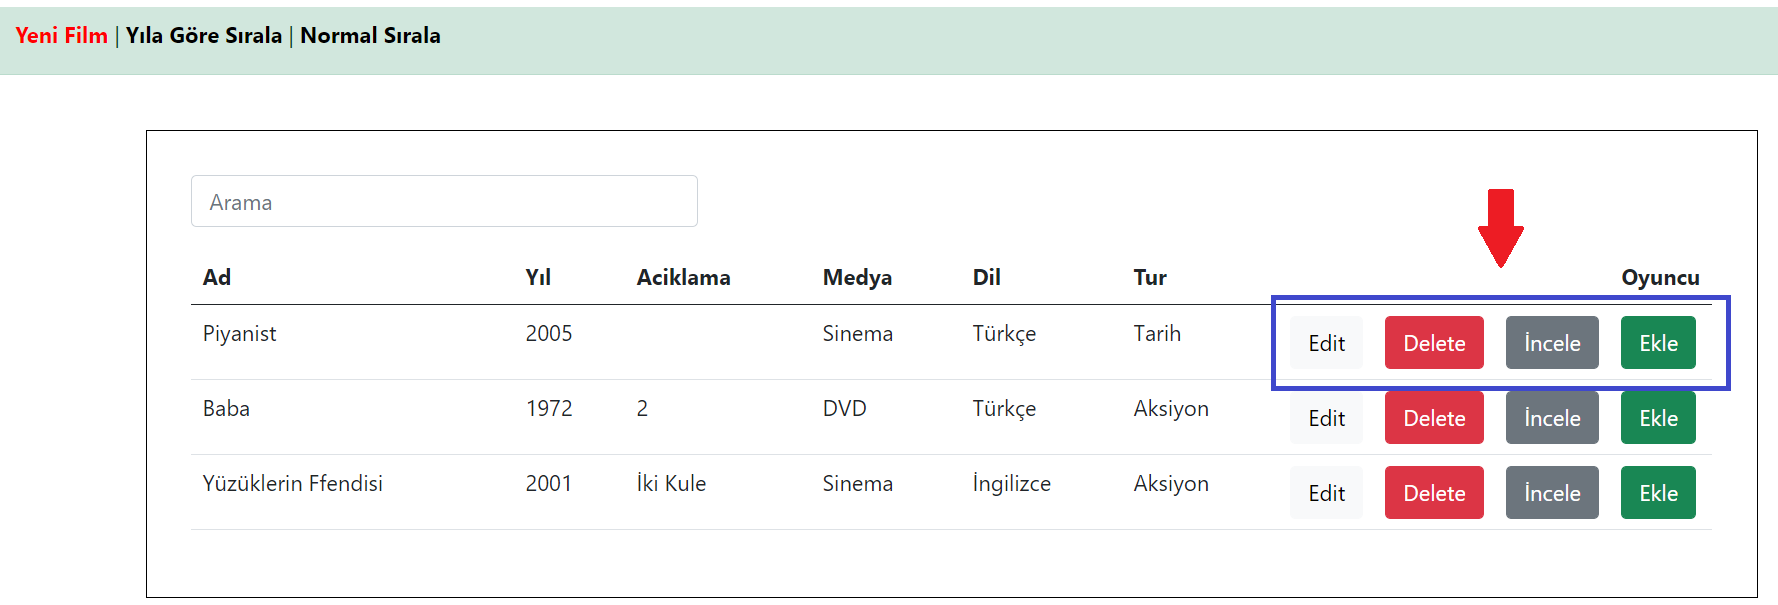 Yeni Film | Yıla Göre Sırala | Normal Sırala
Arama
Ad Yıl Aciklama Medya Dil Tur Oyuncu
Piyanist 2005 Sinema Türkçe Tarih Edit Delete İncele Ekle
Baba 1972 2 DVD Türkçe Aksiyon Edit Delete İncele Ekle
Yüzüklerin Ffendisi 2001 İki Kule Sinema İngilizce Aksiyon Edit Delete İncele Ekle